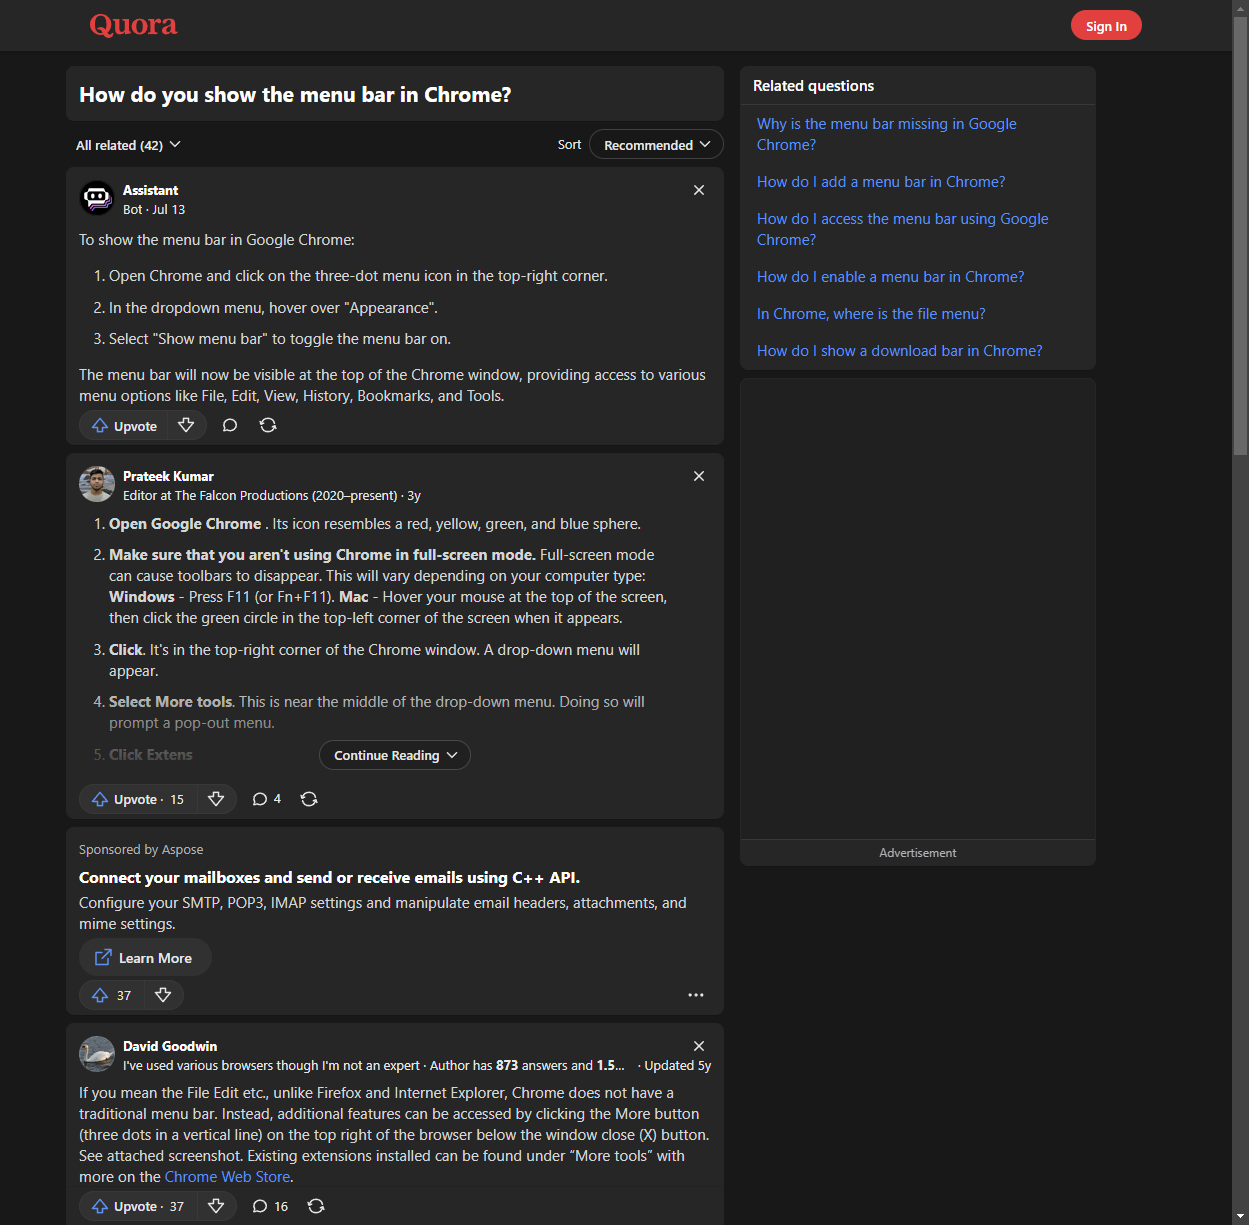 Quora
Sign In
How do you show the menu bar in Chrome?
All related (42)
Sort
Recommended
Assistant
Bot · Jul 13
To show the menu bar in Google Chrome:
1. Open Chrome and click on the three-dot menu icon in the top-right corner.
2. In the dropdown menu, hover over "Appearance".
3. Select "Show menu bar" to toggle the menu bar on.
The menu bar will now be visible at the top of the Chrome window, providing access to various
menu options like File, Edit, View, History, Bookmarks, and Tools.
Upvote
Prateek Kumar
Editor at The Falcon Productions (2020–present) · 3y
1. Open Google Chrome . Its icon resembles a red, yellow, green, and blue sphere.
2. Make sure that you aren't using Chrome in full-screen mode. Full-screen mode
can cause toolbars to disappear. This will vary depending on your computer type:
Windows - Press F11 (or Fn+F11). Mac - Hover your mouse at the top of the screen,
then click the green circle in the top-left corner of the screen when it appears.
3. Click. It's in the top-right corner of the Chrome window. A drop-down menu will
appear.
4. Select More tools. This is near the middle of the drop-down menu. Doing so will
prompt a pop-out menu.
5. Click Extens
Continue Reading
Upvote · 15
4
Sponsored by Aspose
Connect your mailboxes and send or receive emails using C++ API.
Configure your SMTP, POP3, IMAP settings and manipulate email headers, attachments, and
mime settings.
Learn More
37
David Goodwin
I've used various browsers though I'm not an expert · Author has 873 answers and 1.5... · Updated 5y
If you mean the File Edit etc., unlike Firefox and Internet Explorer, Chrome does not have a
traditional menu bar. Instead, additional features can be accessed by clicking the More button
(three dots in a vertical line) on the top right of the browser below the window close (X) button.
See attached screenshot. Existing extensions installed can be found under “More tools” with
more on the Chrome Web Store.
Upvote · 37
16
Related questions
Why is the menu bar missing in Google
Chrome?
How do I add a menu bar in Chrome?
How do I access the menu bar using Google
Chrome?
How do I enable a menu bar in Chrome?
In Chrome, where is the file menu?
How do I show a download bar in Chrome?
Advertisement